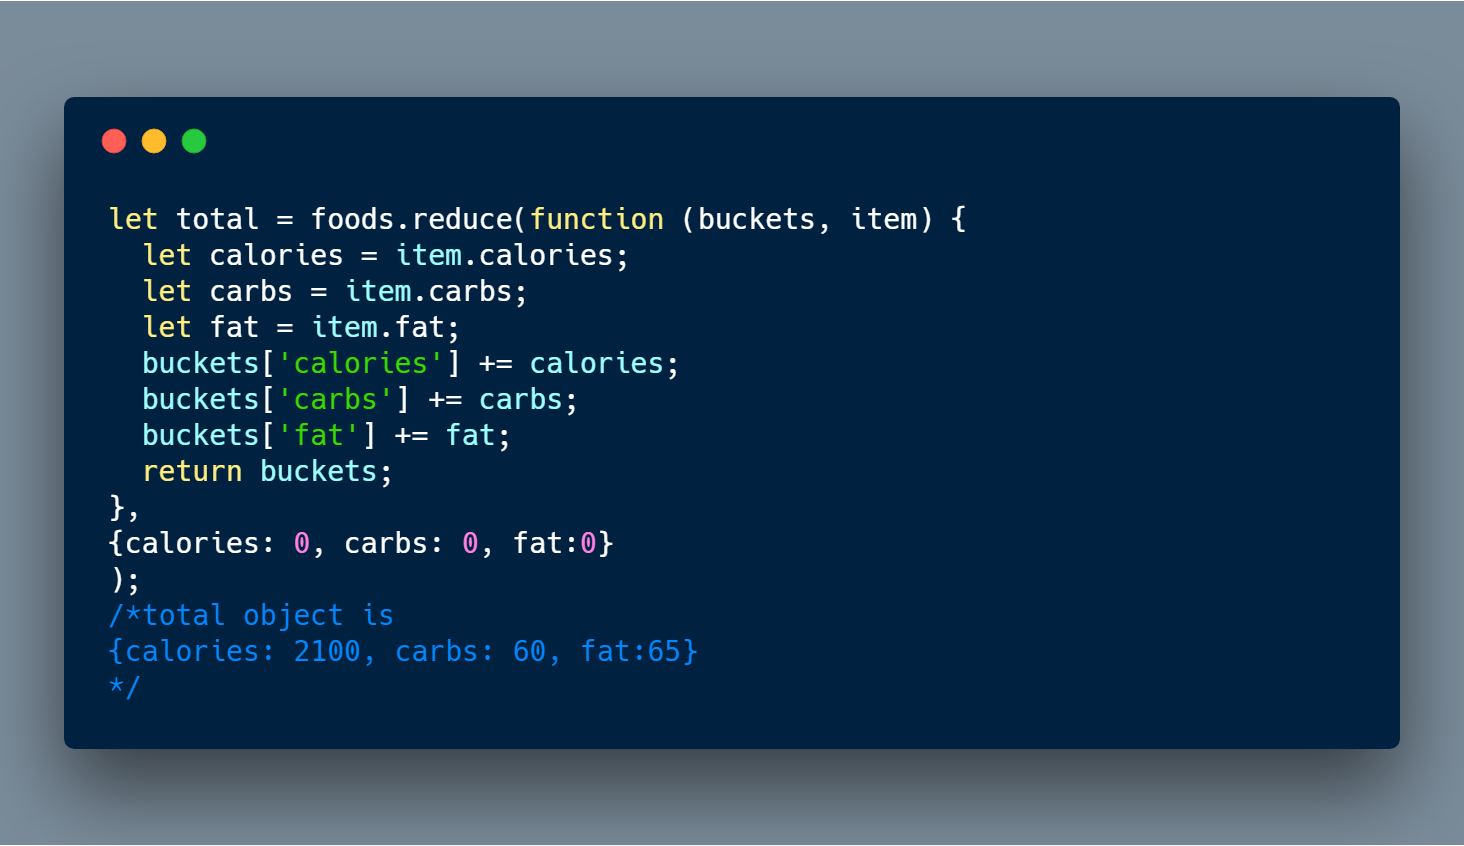 let total = foods.reduce(function (buckets, item) {
  let calories = item.calories;
  let carbs = item.carbs;
  let fat = item.fat;
  buckets['calories'] += calories;
  buckets['carbs'] += carbs;
  buckets['fat'] += fat;
  return buckets;
},
{calories: 0, carbs: 0, fat:0}
);
/*total object is
{calories: 2100, carbs: 60, fat:65}
*/